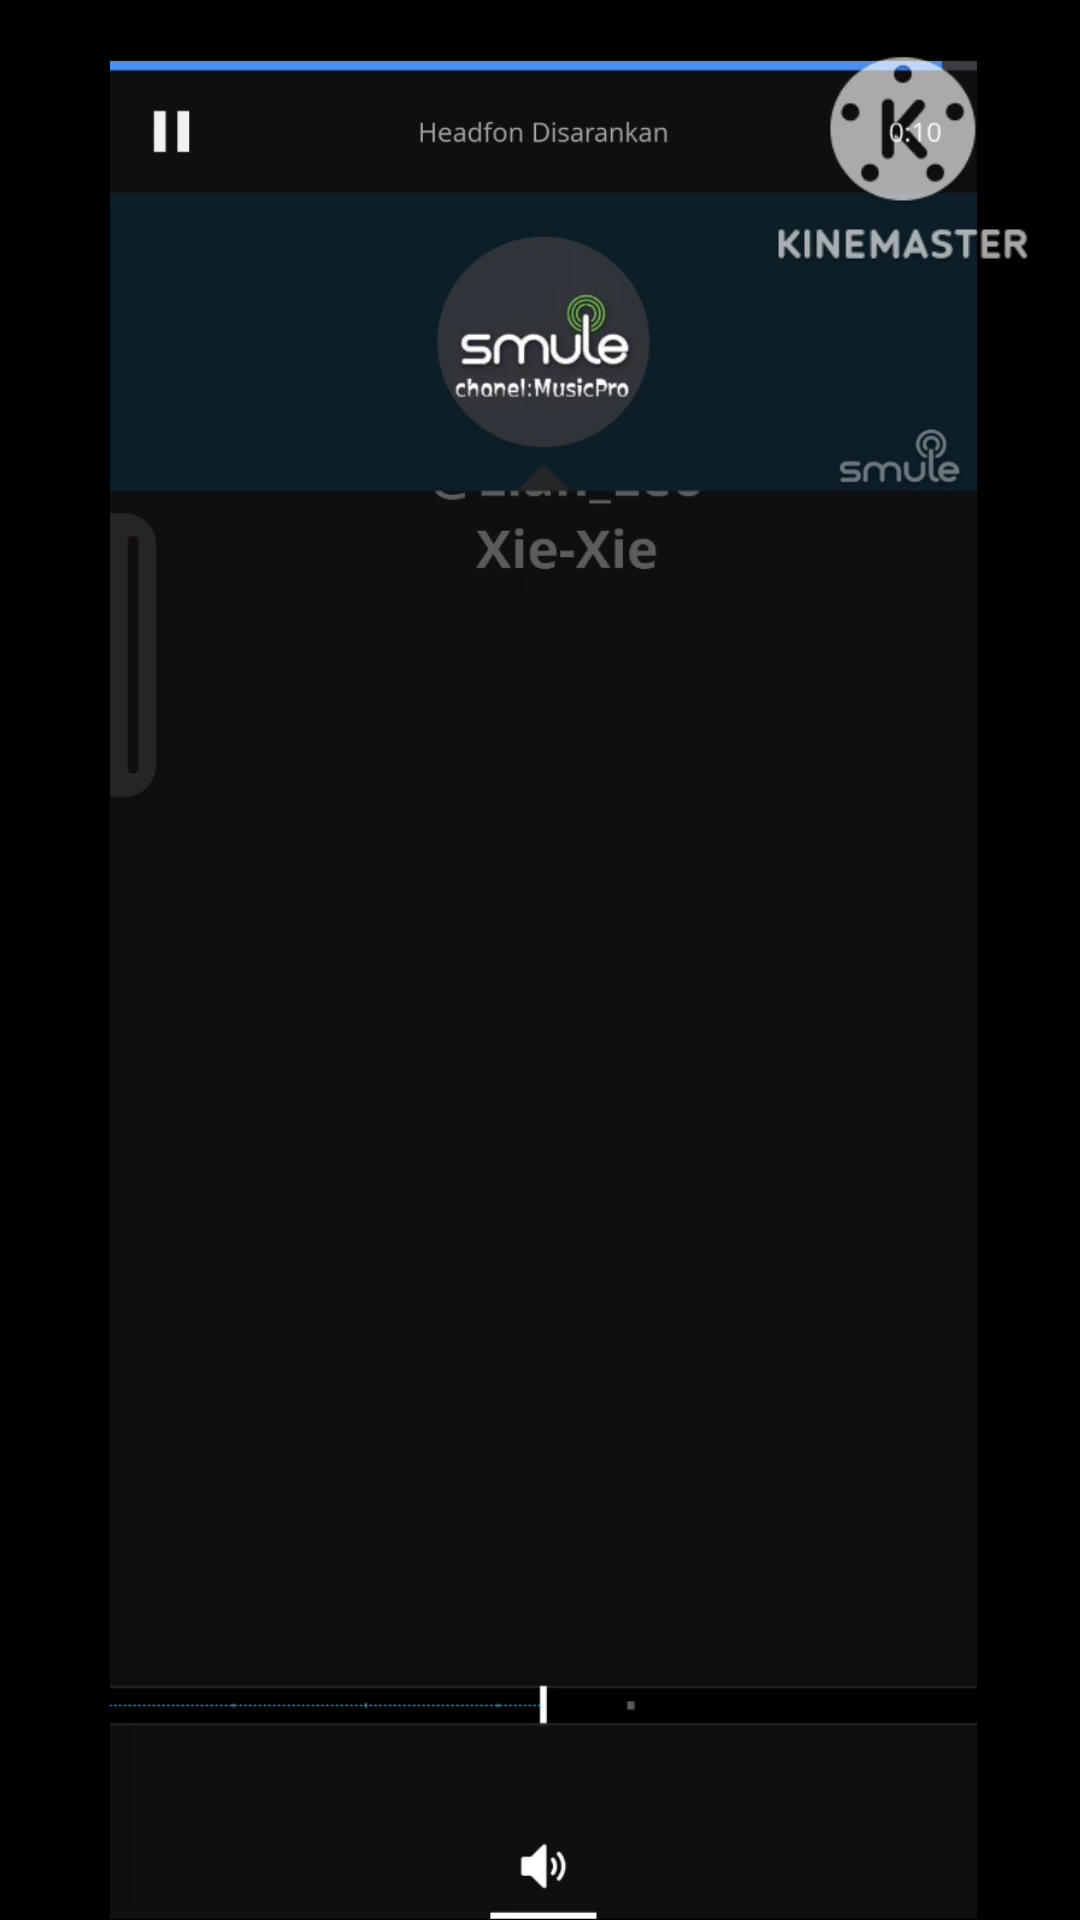 Headfon Disarankan
0:10
KINEMASTER
smule
chanel:MusicPro
smule
Xie-Xie